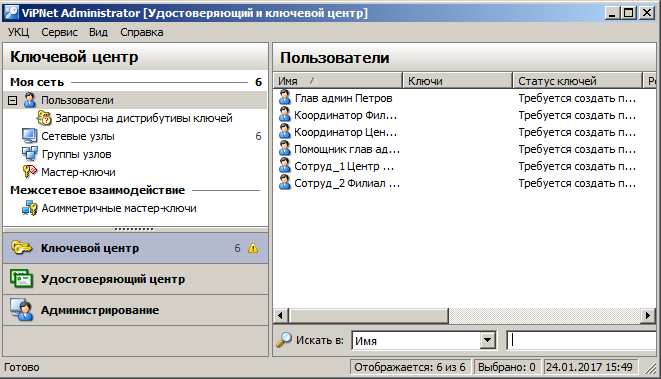 ViPNet Administrator [Удостоверяющий и ключевой центр]
УКЦ Сервис Вид Справка
Ключевой центр
Моя сеть 6
Пользователи
Запросы на дистрибутивы ключей
Сетевые узлы 6
Группы узлов
Мастер-ключи
Межсетевое взаимодействие
Асимметричные мастер-ключи
Ключевой центр 6
Удостоверяющий центр
Администрирование
Пользователи
Имя Ключи Статус ключей Ре
Глав админ Петров Требуется создать п...
Координатор Фил... Требуется создать п...
Координатор Цен... Требуется создать п...
Помощник глав ад... Требуется создать п...
Сотруд_1 Центр ... Требуется создать п...
Сотруд_2 Филиал ... Требуется создать п...
Искать в: Имя
Готово Отображается: 6 из 6 Выбрано: 0 24.01.2017 15:49